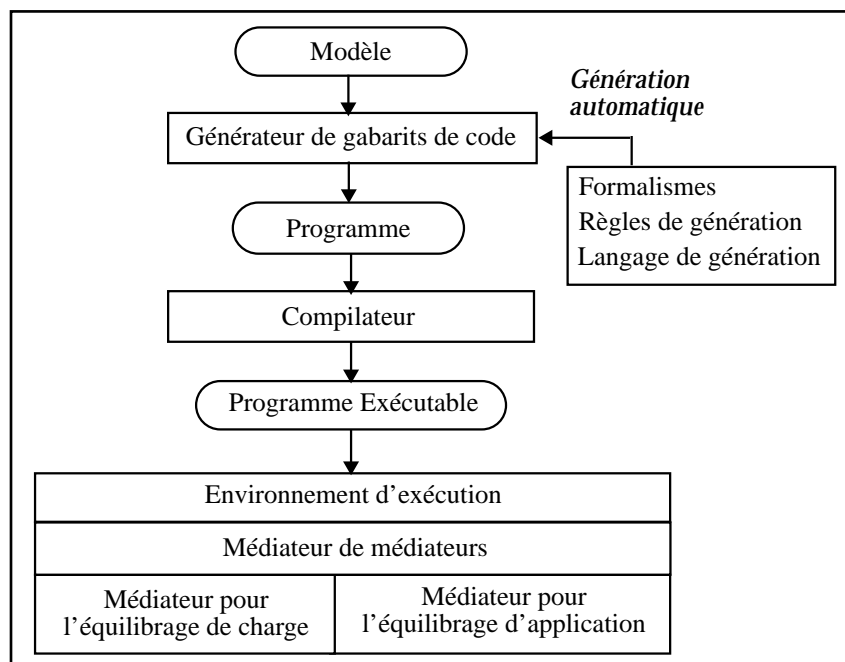 Modèle
Génération
automatique
Générateur de gabarits de code
Formalismes
Règles de génération
Langage de génération
Programme
Compilateur
Programme Exécutable
Environnement d'exécution
Médiateur de médiateurs
Médiateur pour
l'équilibrage de charge
Médiateur pour
l'équilibrage d'application